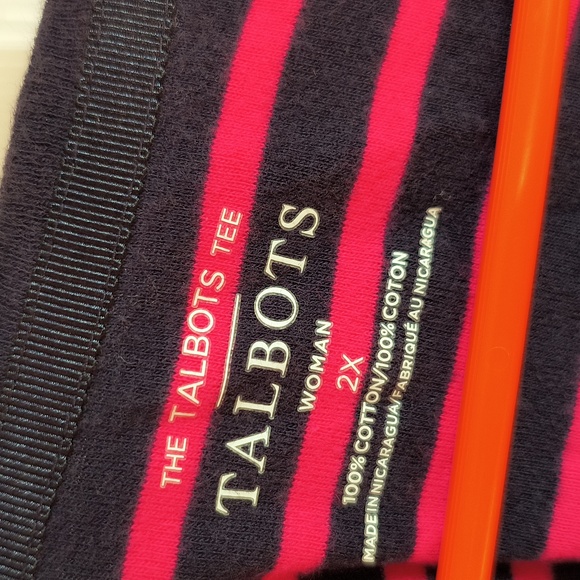 THE TALBOTS TEE
TALBOTS
WOMAN
2X
100% COTTON/100% COTON
MADE IN NICARAGUA/FABRIQUÉ AU NICARAGUA